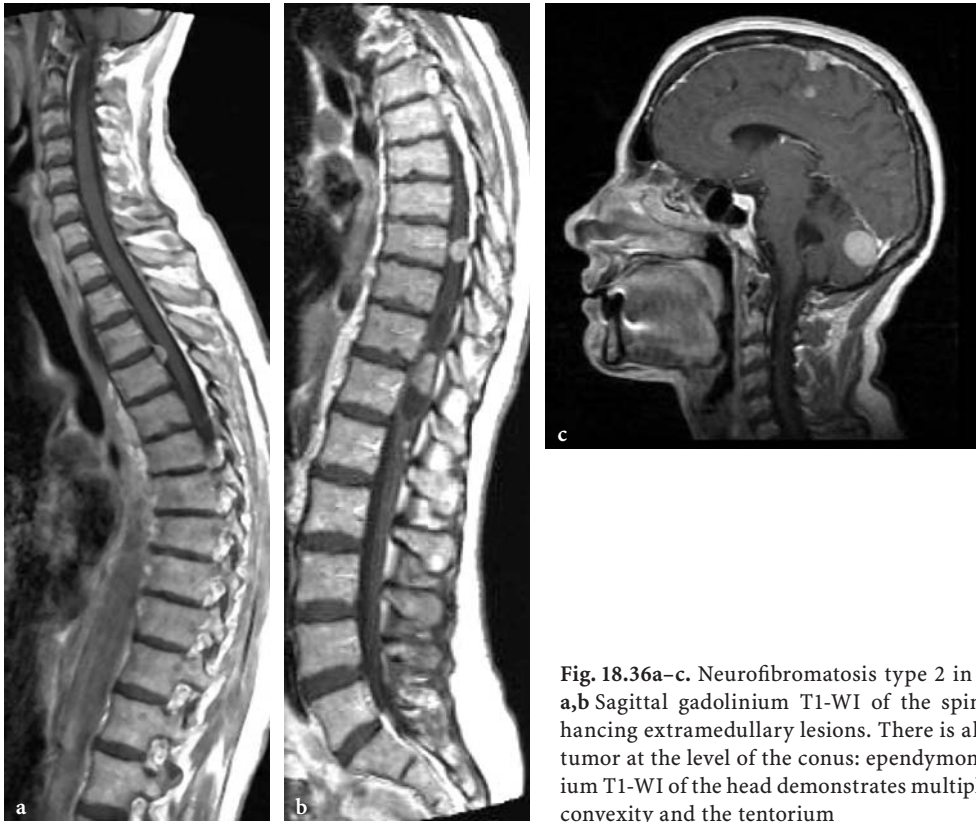 a
b
c
Fig. 18.36a–c. Neurofibromatosis type 2 in
a,b Sagittal gadolinium T1-WI of the spin
hancing extramedullary lesions. There is al
tumor at the level of the conus: ependymon
ium T1-WI of the head demonstrates multip
convexity and the tentorium